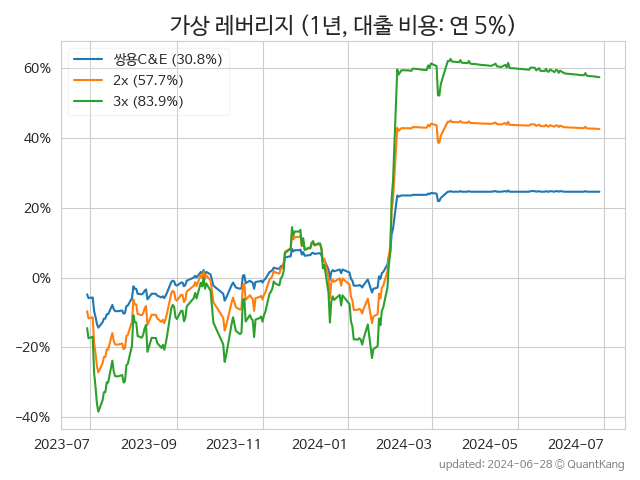 가상 레버리지 (1년, 대출 비용: 연 5%)
쌍용C&E (30.8%)
2x (57.7%)
3x (83.9%)
60%
40%
20%
0%
−20%
−40%
2023-07
2023-09
2023-11
2024-01
2024-03
2024-05
2024-07
updated: 2024-06-28 © QuantKang